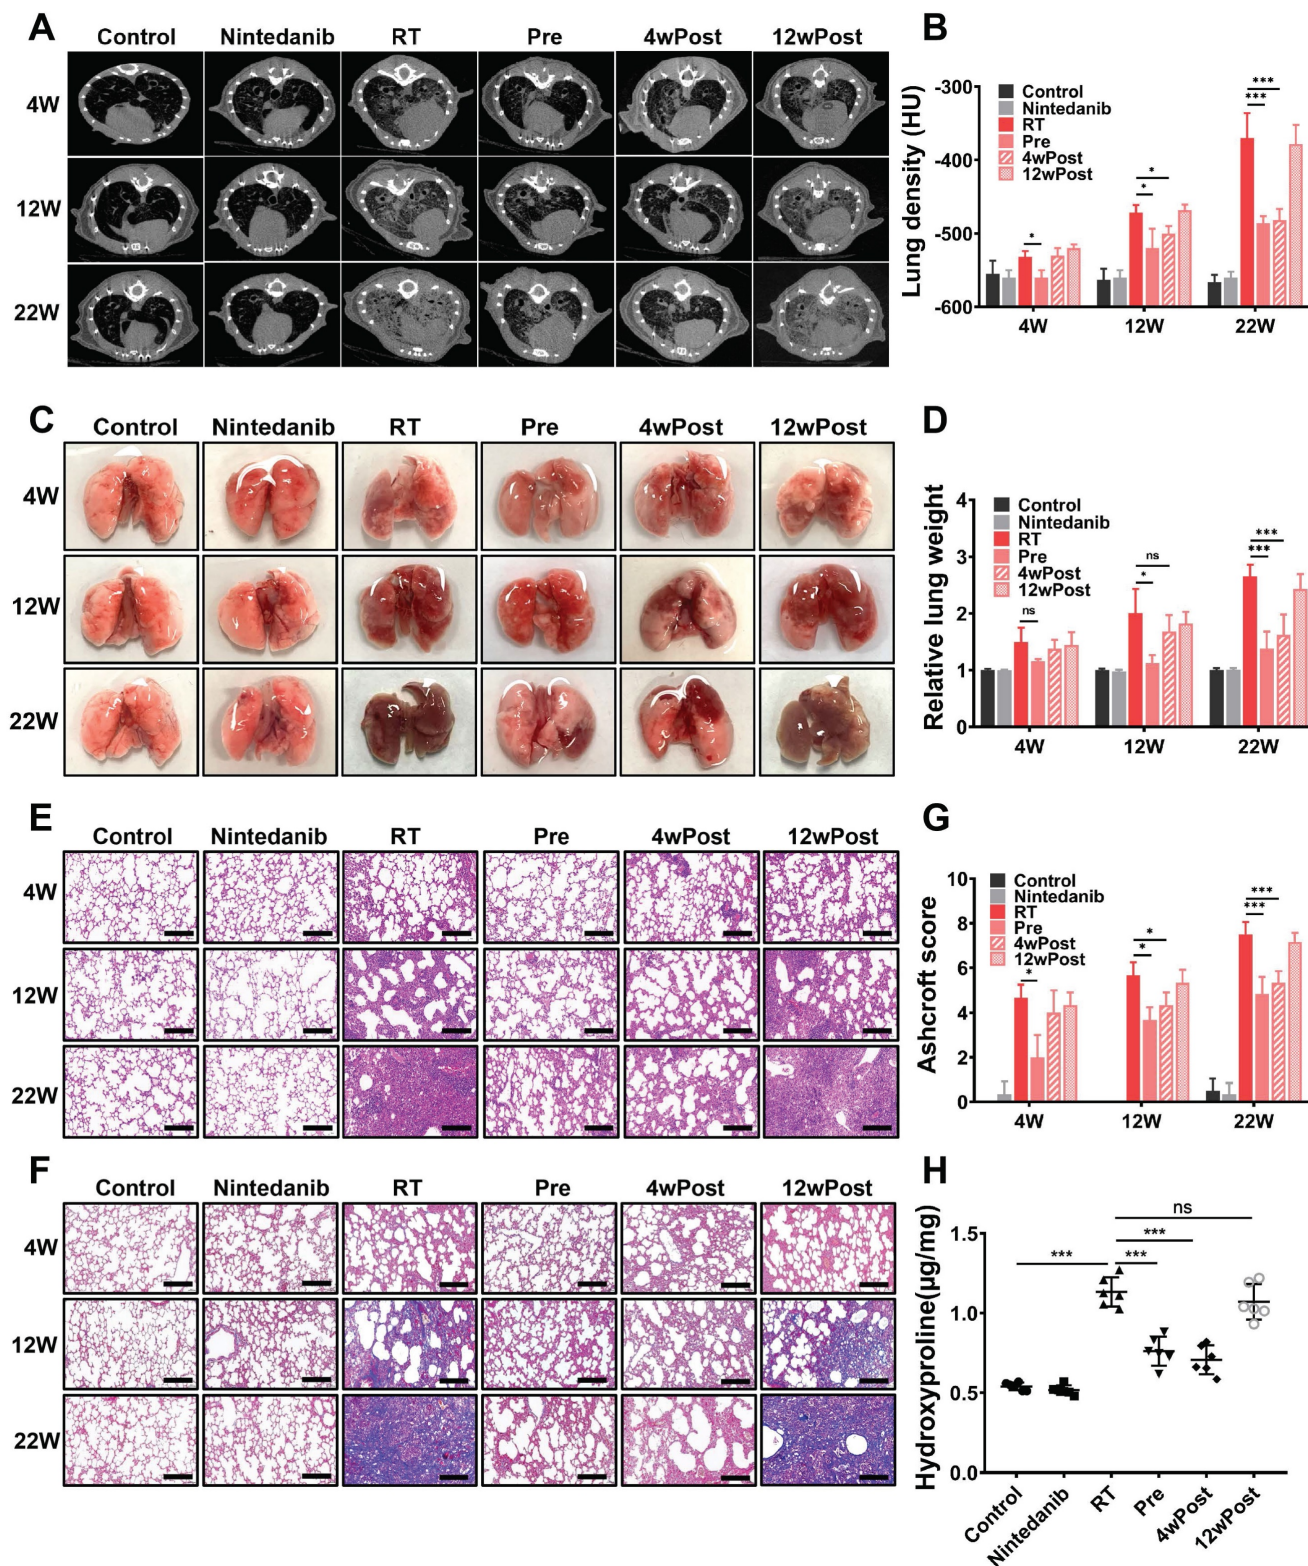 A
Control Nintedanib RT Pre 4wPost 12wPost
4W
12W
22W
B
Lung density (HU)
-300
-400
-500
-600
Control
Nintedanib
RT
Pre
4wPost
12wPost
*
* *
*** ***
4W 12W 22W
C
Control Nintedanib RT Pre 4wPost 12wPost
4W
12W
22W
D
Relative lung weight
4
3
2
1
0
Control
Nintedanib
RT
Pre
4wPost
12wPost
ns
* ns
*** ***
4W 12W 22W
E
Control Nintedanib RT Pre 4wPost 12wPost
4W
12W
22W
G
Ashcroft score
10
8
6
4
2
0
Control
Nintedanib
RT
Pre
4wPost
12wPost
*
* *
*** ***
4W 12W 22W
F
Control Nintedanib RT Pre 4wPost 12wPost
4W
12W
22W
H
Hydroxyproline(μg/mg)
1.5
1.0
0.5
0.0
ns
***
*** ***
Control Nintedanib RT Pre 4wPost 12wPost